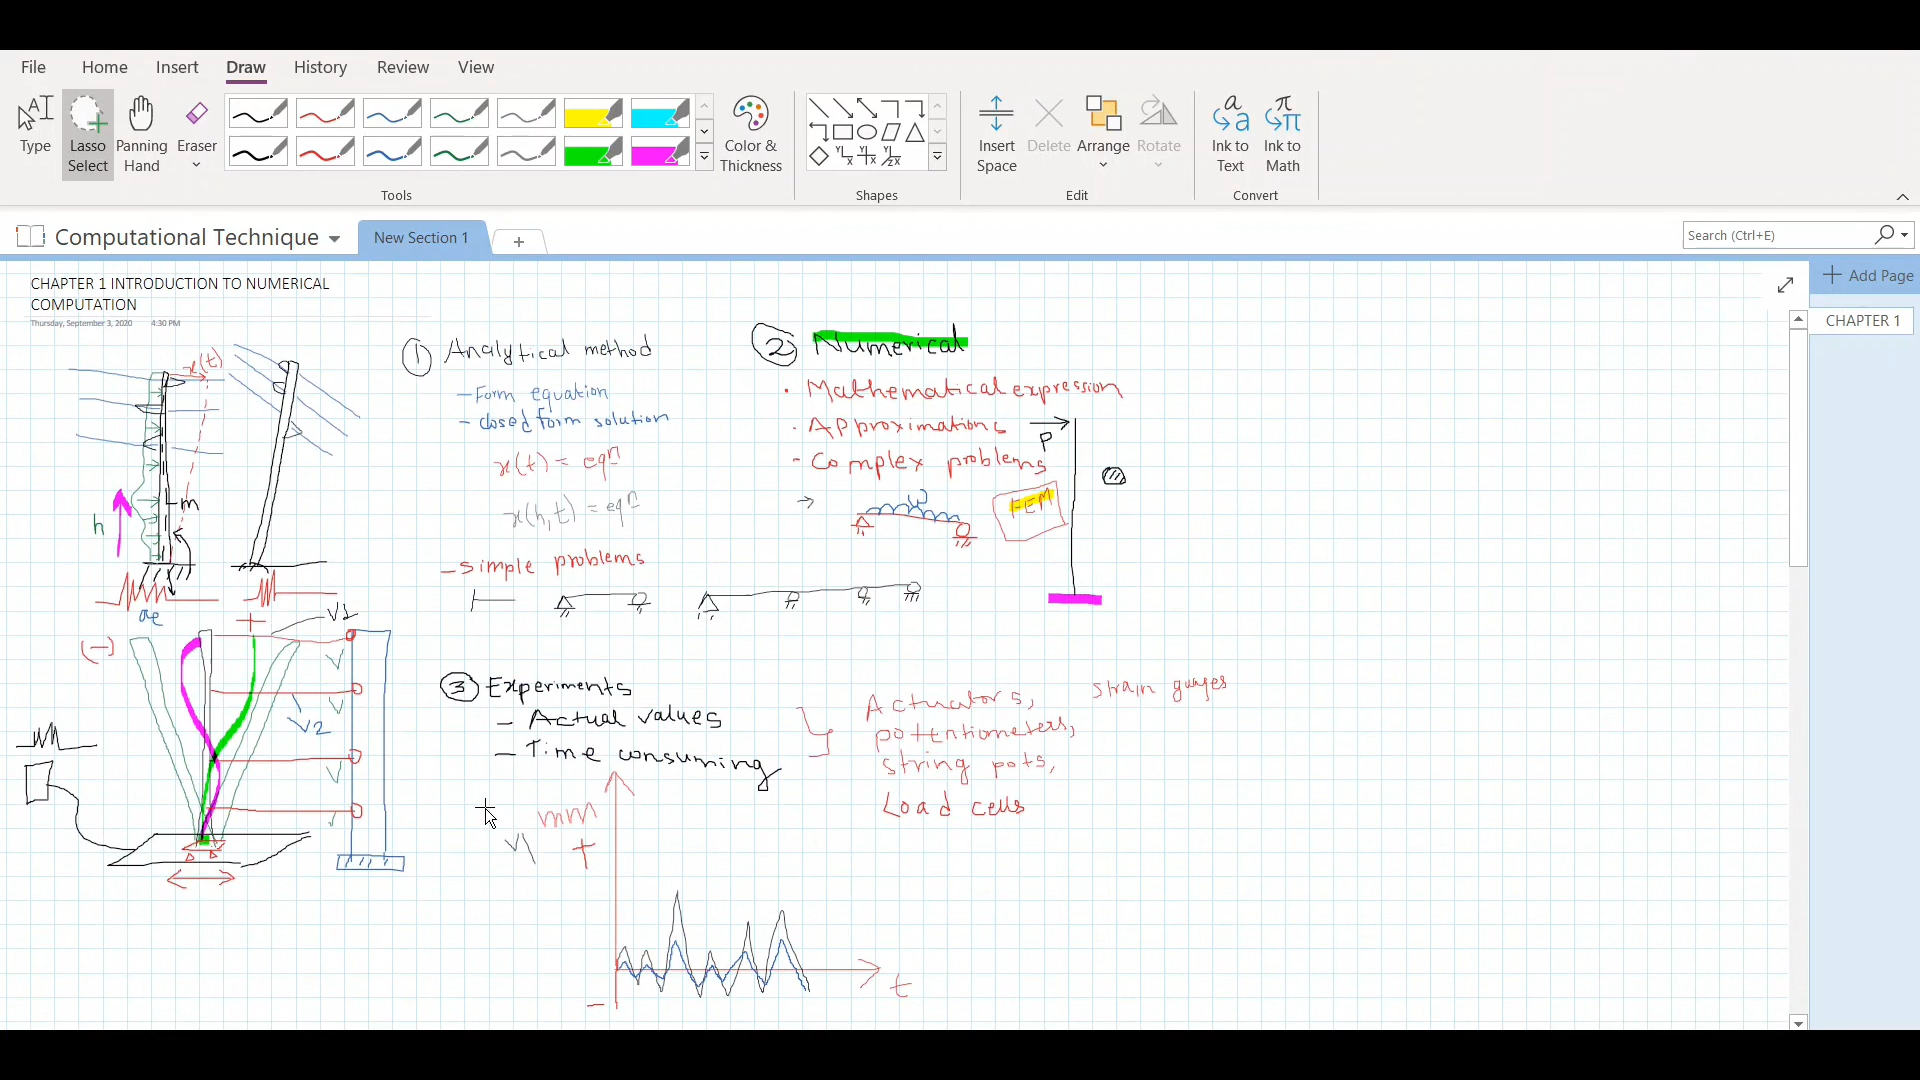 File Home Insert Draw History Review View
Type
Lasso Select
Panning Hand
Eraser
Color & Thickness
Insert Space
Delete
Arrange
Rotate
Ink to Text
Ink to Math
Tools
Shapes
Edit
Convert
Computational Technique
New Section 1
Search (Ctrl+E)
Add Page
CHAPTER 1
CHAPTER 1 INTRODUCTION TO NUMERICAL
COMPUTATION
Thursday, September 3, 2020 4:30 PM
x(t)
m
h
(-)
+
V1
V2
V
V
V
V
① Analytical method
- Form equation
- closed form solution
x(t) = eqn
x(h,t) = eqn
- simple problems
② Numerical
· Mathematical expression
· Approximations
- Complex problems
P
W
FEM
③ Experiments
- Actual values
- Time consuming
Actuators, strain guages
potentiometers,
string pots,
Load cells
mm
V1
+
-
t